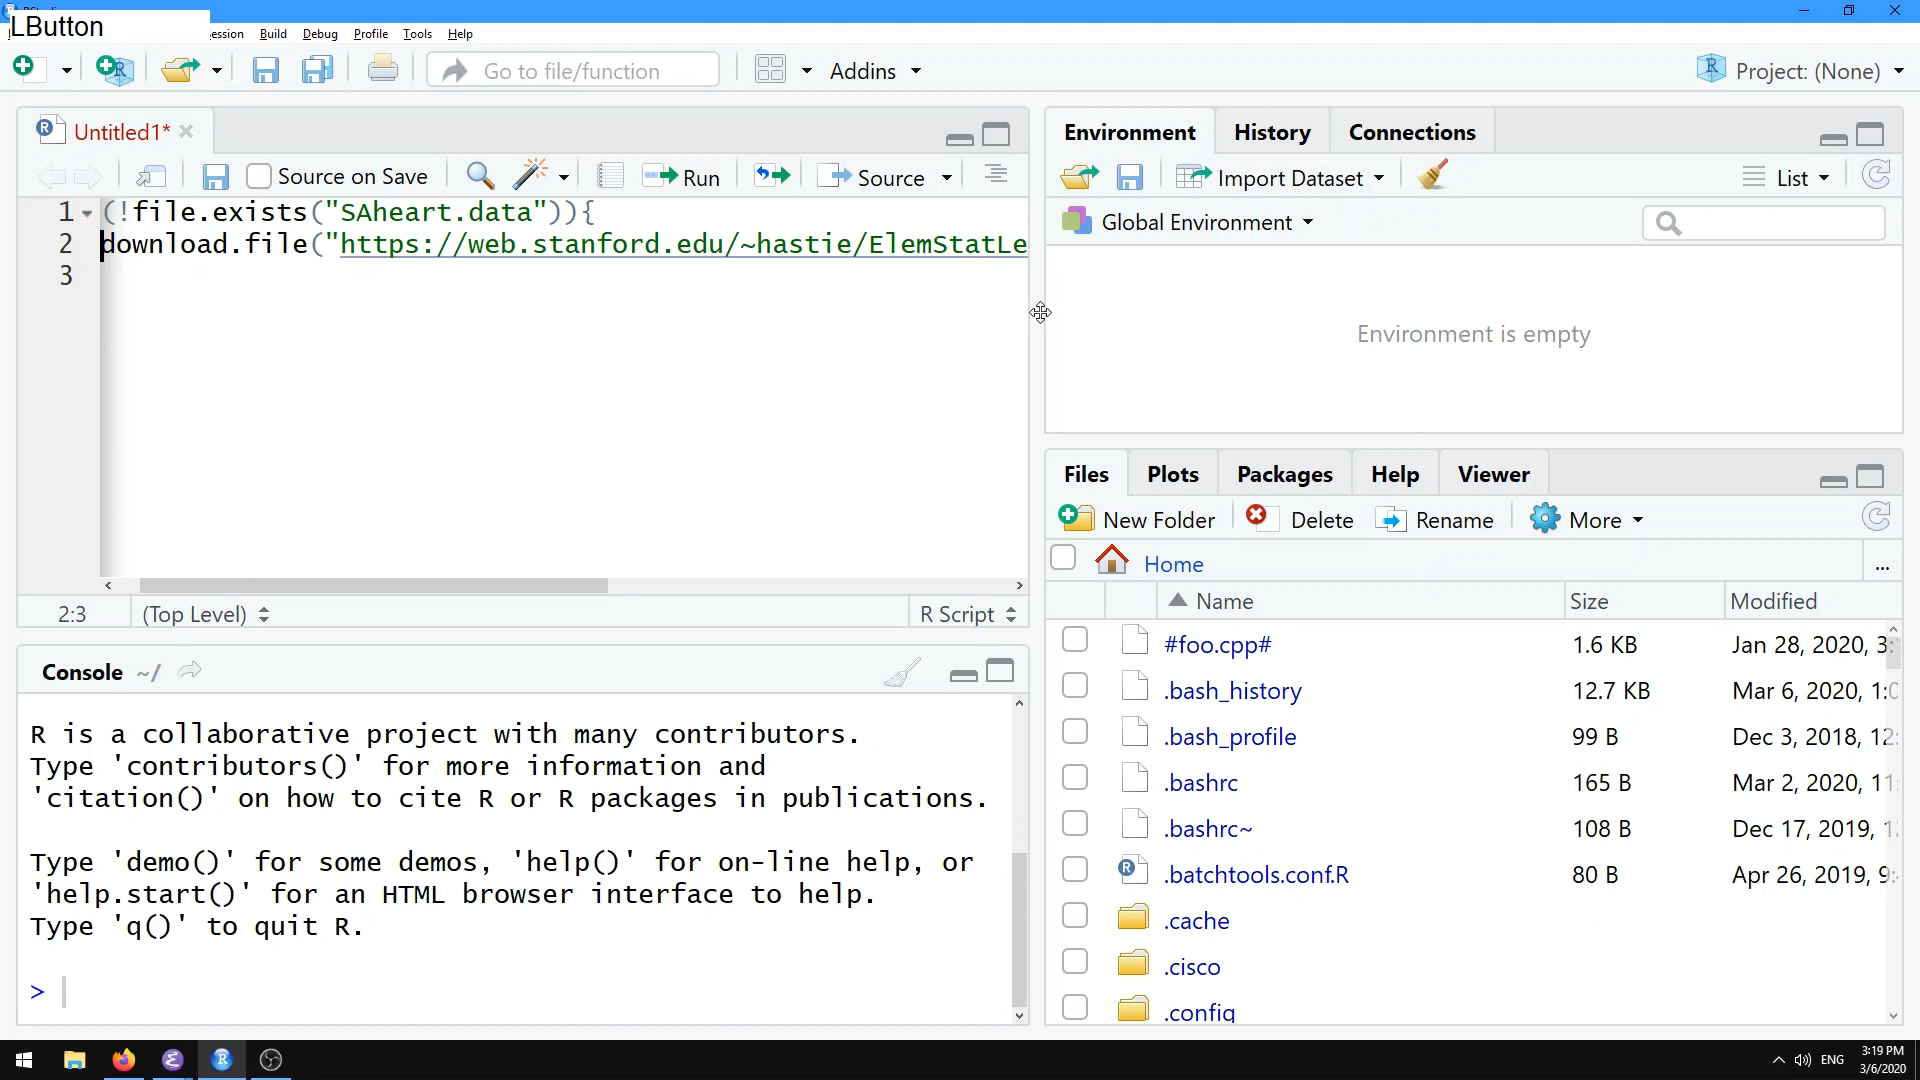 LButton
ession Build Debug Profile Tools Help
Go to file/function
Addins
Project: (None)
Untitled1*
Source on Save
Run
Source
1 (!file.exists("SAheart.data")){
2 download.file("https://web.stanford.edu/~hastie/ElemStatLe
3
2:3 (Top Level) R Script
Console ~/
R is a collaborative project with many contributors.
Type 'contributors()' for more information and
'citation()' on how to cite R or R packages in publications.
Type 'demo()' for some demos, 'help()' for on-line help, or
'help.start()' for an HTML browser interface to help.
Type 'q()' to quit R.
>
Environment History Connections
Import Dataset List
Global Environment
Environment is empty
Files Plots Packages Help Viewer
New Folder Delete Rename More
Home ...
Name Size Modified
#foo.cpp# 1.6 KB Jan 28, 2020, 3:
.bash_history 12.7 KB Mar 6, 2020, 1:0
.bash_profile 99 B Dec 3, 2018, 12:
.bashrc 165 B Mar 2, 2020, 11:
.bashrc~ 108 B Dec 17, 2019, 1
.batchtools.conf.R 80 B Apr 26, 2019, 9:
.cache
.cisco
.config
ENG
3:19 PM
3/6/2020